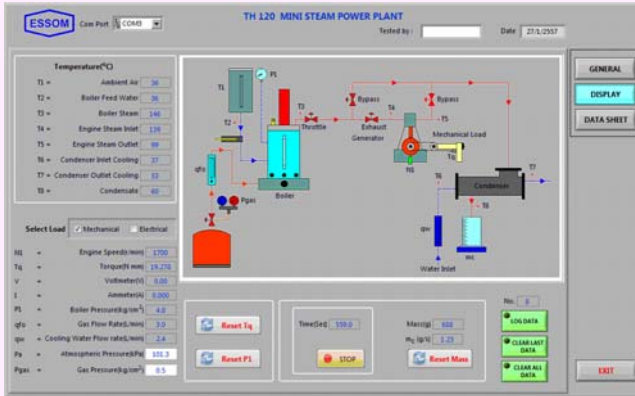 ESSOM Com Port COM3 TH 120 MINI STEAM POWER PLANT
Tested by : Date 27/1/2557
Temperature(°C)
T1 = Ambient Air 36
T2 = Boiler Feed Water 36
T3 = Boiler Steam 146
T4 = Engine Steam Inlet
T5 = Engine Steam Outlet 99
T6 = Condenser Inlet Cooling
T7 = Condenser Outlet Cooling
T8 = Condensate 60
Select Load Mechanical Electrical
N1 = Engine Speed(r/min) 1700
Tq = Torque(N mm) 19.270
V = Voltmeter(V) 0.00
I = Ammeter(A) 0.000
P1 = Boiler Pressure(kg/cm²) 4.0
qfo = Gas Flow Rate(L/min) 3.0
qw = Cooling Water Flow rate(L/min) 2.4
Pa = Atmospheric Pressure(kPa) 101.3
Pgas = Gas Pressure(kg/cm²) 0.5
T1
P1
T2
T3
Throttle
Bypass
Exhaust
Generator
T4
Bypass
T5
Mechanical Load
Tq
N1
qfo
Pgas
Boiler
T6
Condenser
T7
T8
qw
mc
Water Inlet
Reset Tq
Reset P1
Time(Sec) 559.0
STOP
Mass(g) 688
mc (g/s) 1.23
Reset Mass
No. 8
LOG DATA
CLEAR LAST
DATA
CLEAR ALL
DATA
GENERAL
DISPLAY
DATA SHEET
EXIT